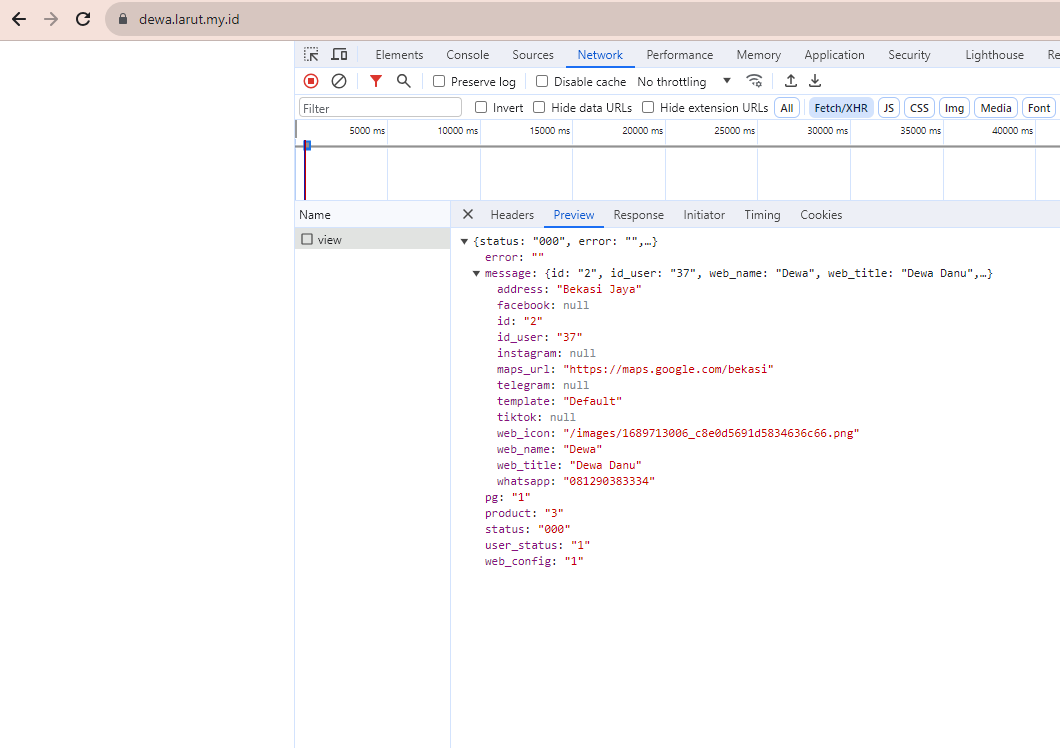 dewa.larut.my.id
Elements Console Sources Network Performance Memory Application Security Lighthouse Re
Preserve log Disable cache No throttling
Filter Invert Hide data URLs Hide extension URLs All Fetch/XHR JS CSS Img Media Font
5000 ms 10000 ms 15000 ms 20000 ms 25000 ms 30000 ms 35000 ms 40000 ms
Name Headers Preview Response Initiator Timing Cookies
view
{status: "000", error: "",…}
error: ""
message: {id: "2", id_user: "37", web_name: "Dewa", web_title: "Dewa Danu",…}
address: "Bekasi Jaya"
facebook: null
id: "2"
id_user: "37"
instagram: null
maps_url: "https://maps.google.com/bekasi"
telegram: null
template: "Default"
tiktok: null
web_icon: "/images/1689713006_c8e0d5691d5834636c66.png"
web_name: "Dewa"
web_title: "Dewa Danu"
whatsapp: "081290383334"
pg: "1"
product: "3"
status: "000"
user_status: "1"
web_config: "1"